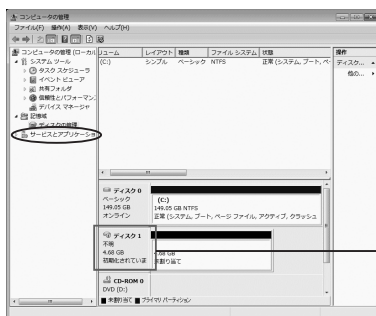 コンピュータの管理
ファイル(F) 操作(A) 表示(V) ヘルプ(H)
コンピュータの管理 (ローカル
システム ツール
タスク スケジューラ
イベント ビューア
共有フォルダ
信頼性とパフォーマン
デバイス マネージャ
記憶域
ディスクの管理
サービスとアプリケーショ
ボリューム レイアウト 種類 ファイル システム 状態
(C:) シンプル ベーシック NTFS 正常 (システム, ブート, ペ
操作
ディスク...
他の...
ディスク 0
ベーシック
149.05 GB
オンライン
(C:)
149.05 GB NTFS
正常 (システム, ブート, ページ ファイル, アクティブ, クラッシュ
ディスク 1
不明
4.68 GB
初期化されていま
4.68 GB
未割り当て
CD-ROM 0
DVD (D:)
未割り当て プライマリ パーティション